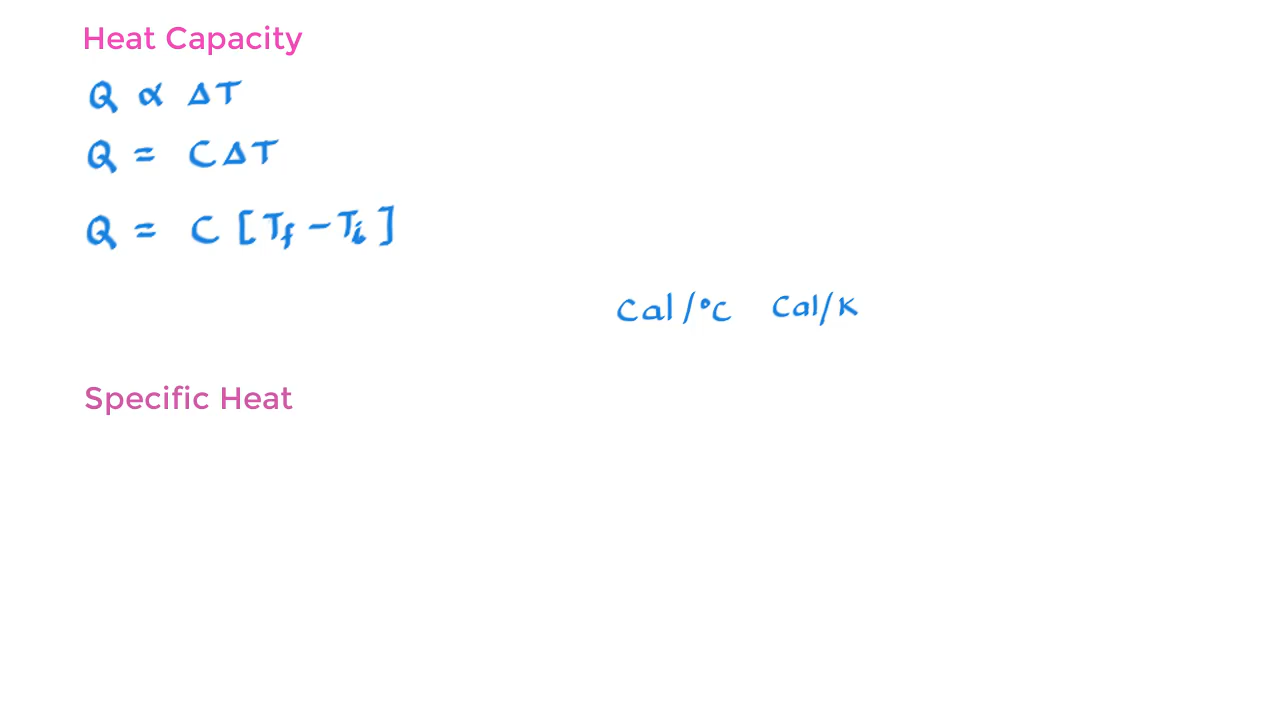 Heat Capacity
Q ∝ ΔT
Q = CΔT
Q = C [Tf - Ti]
Cal/°C Cal/K
Specific Heat